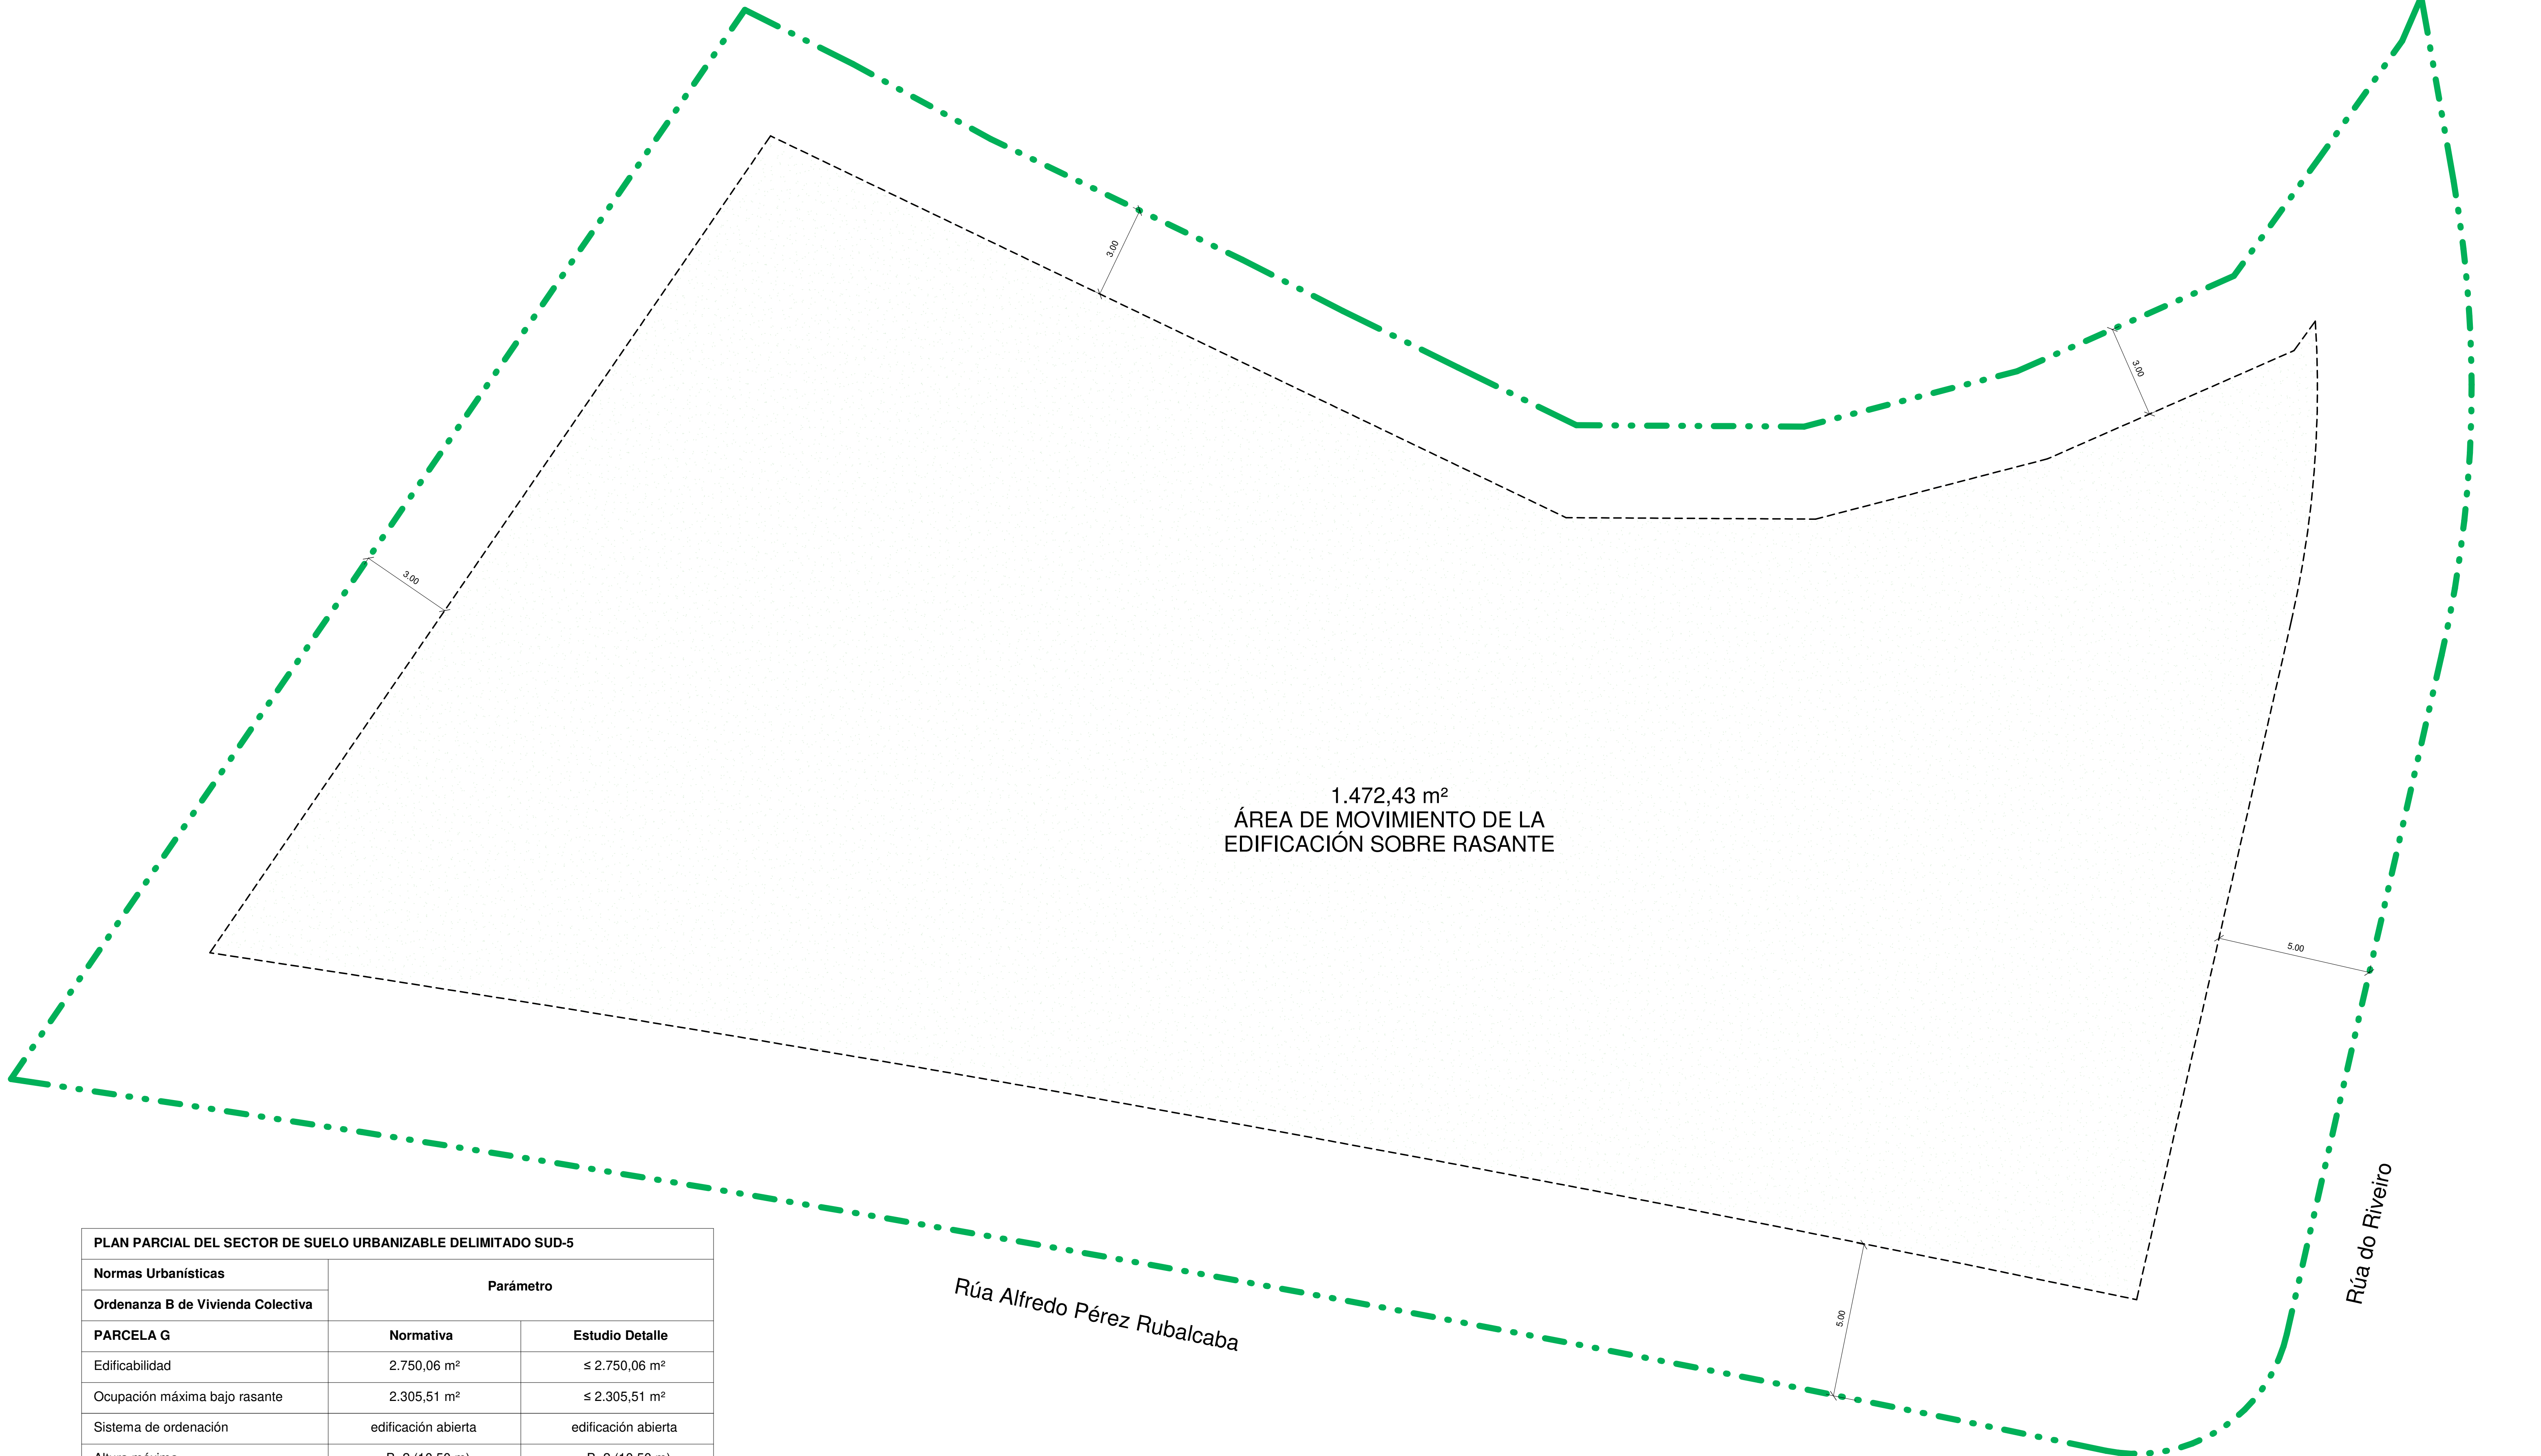 3.00
3.00
3.00
1.472,43 m²
ÁREA DE MOVIMIENTO DE LA
EDIFICACIÓN SOBRE RASANTE
5.00
5.00
Rúa do Riveiro
Rúa Alfredo Pérez Rubalcaba
PLAN PARCIAL DEL SECTOR DE SUELO URBANIZABLE DELIMITADO SUD-5
Normas Urbanísticas
Parámetro
Ordenanza B de Vivienda Colectiva
PARCELA G Normativa Estudio Detalle
Edificabilidad 2.750,06 m² ≤ 2.750,06 m²
Ocupación máxima bajo rasante 2.305,51 m² ≤ 2.305,51 m²
Sistema de ordenación edificación abierta edificación abierta